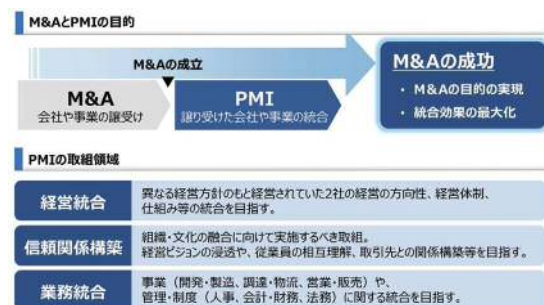 M&AとPMIの目的
M&Aの成立
M&A
会社や事業の譲受け
PMI
譲り受けた会社や事業の統合
M&Aの成功
・ M&Aの目的の実現
・ 統合効果の最大化
PMIの取組領域
経営統合
異なる経営方針のもと経営されていた2社の経営の方向性、経営体制、
仕組み等の統合を目指す。
信頼関係構築
組織・文化の融合に向けて実施するべき取組。
経営ビジョンの浸透や、従業員の相互理解、取引先との関係構築等を目指す。
業務統合
事業（開発・製造、調達・物流、営業・販売）や、
管理・制度（人事、会計・財務、法務）に関する統合を目指す。